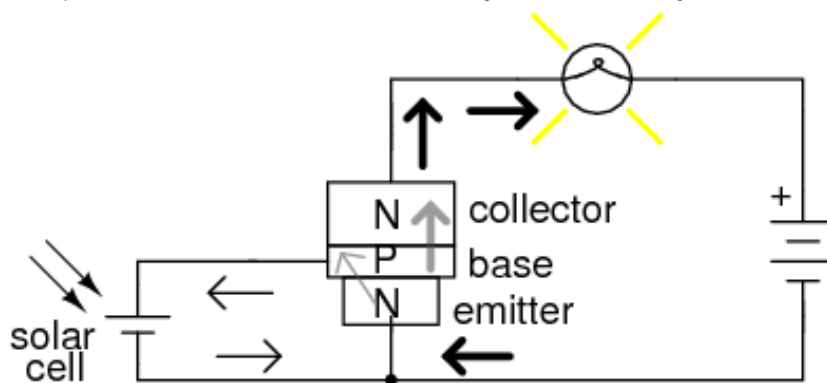 N
collector
P
base
N
emitter
+
solar
cell